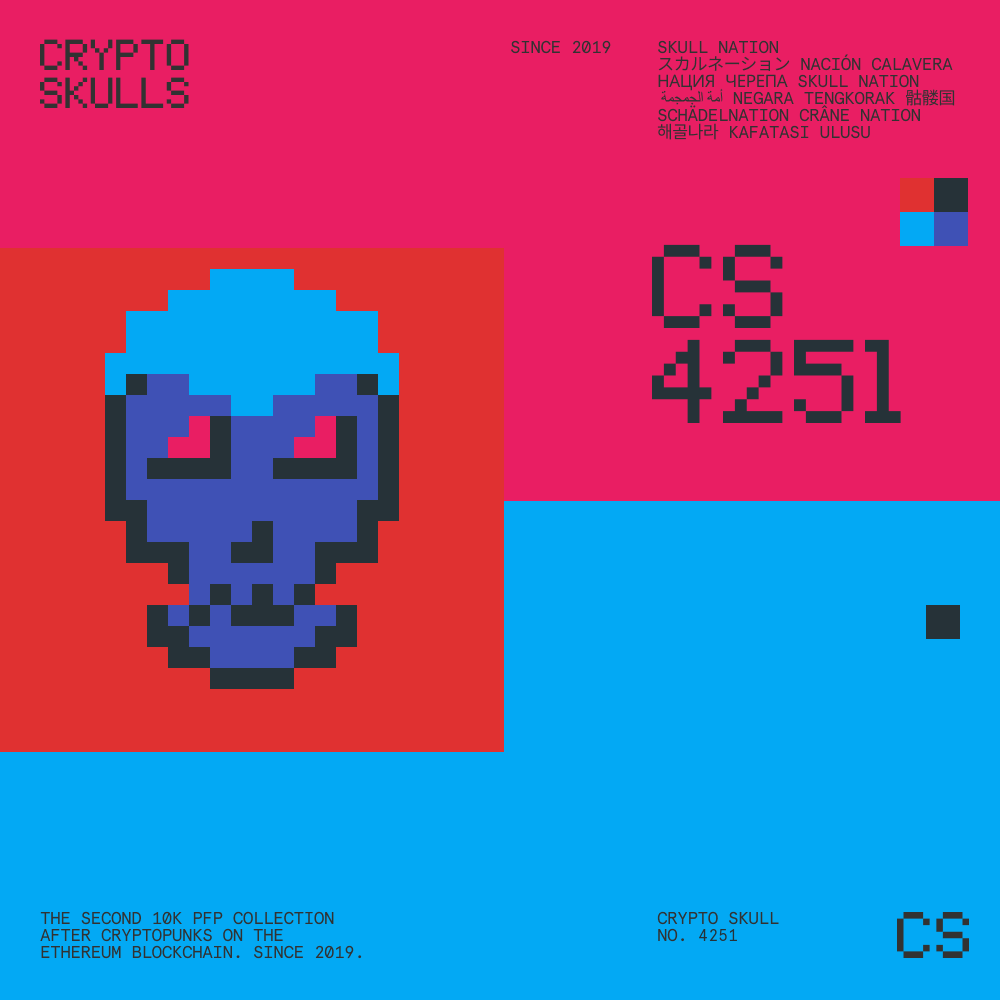 CRYPTO
SKULLS
SINCE 2019
SKULL NATION
スカルネーション NACIÓN CALAVERA
НАЦИЯ ЧЕРЕПА SKULL NATION
أمة الجمجمة NEGARA TENGKORAK 骷髅国
SCHÄDELNATION CRÂNE NATION
해골나라 KAFATASI ULUSU
CS
4251
THE SECOND 10K PFP COLLECTION
AFTER CRYPTOPUNKS ON THE
ETHEREUM BLOCKCHAIN. SINCE 2019.
CRYPTO SKULL
NO. 4251
CS